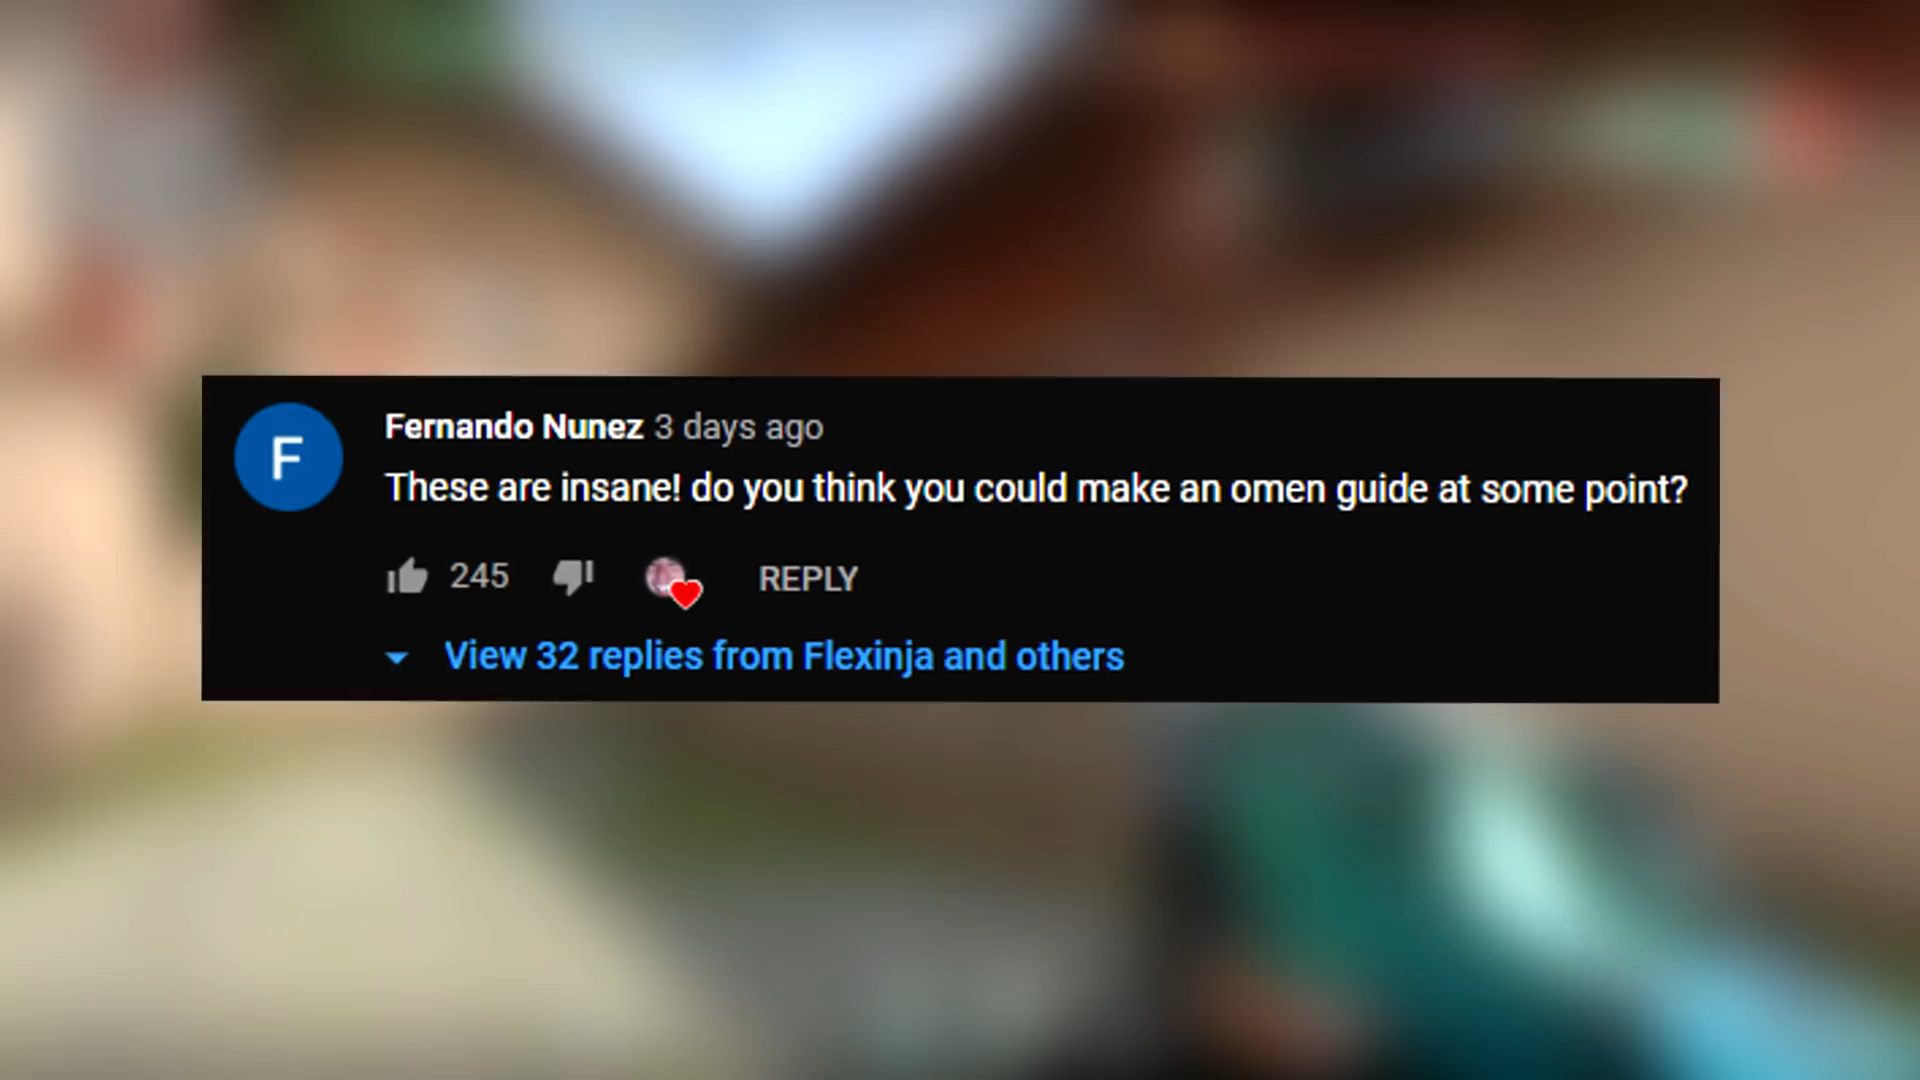 F
Fernando Nunez 3 days ago
These are insane! do you think you could make an omen guide at some point?
245 REPLY
View 32 replies from Flexinja and others